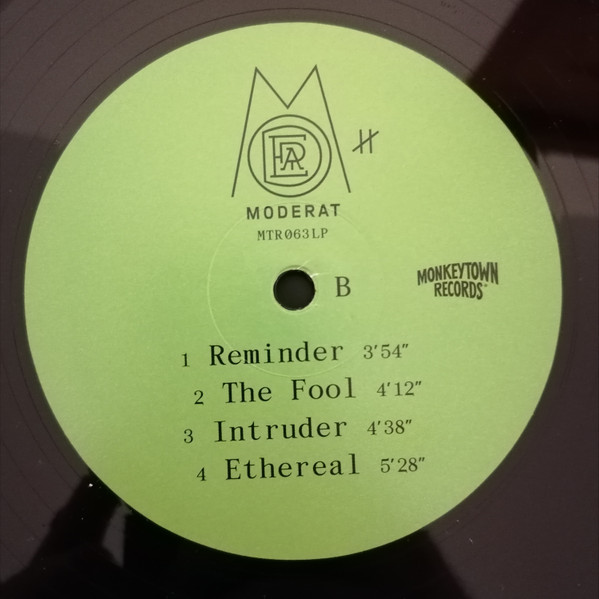 MODERAT
MTR063LP
B
MONKEYTOWN
RECORDS
1 Reminder 3'54"
2 The Fool 4'12"
3 Intruder 4'38"
4 Ethereal 5'28"